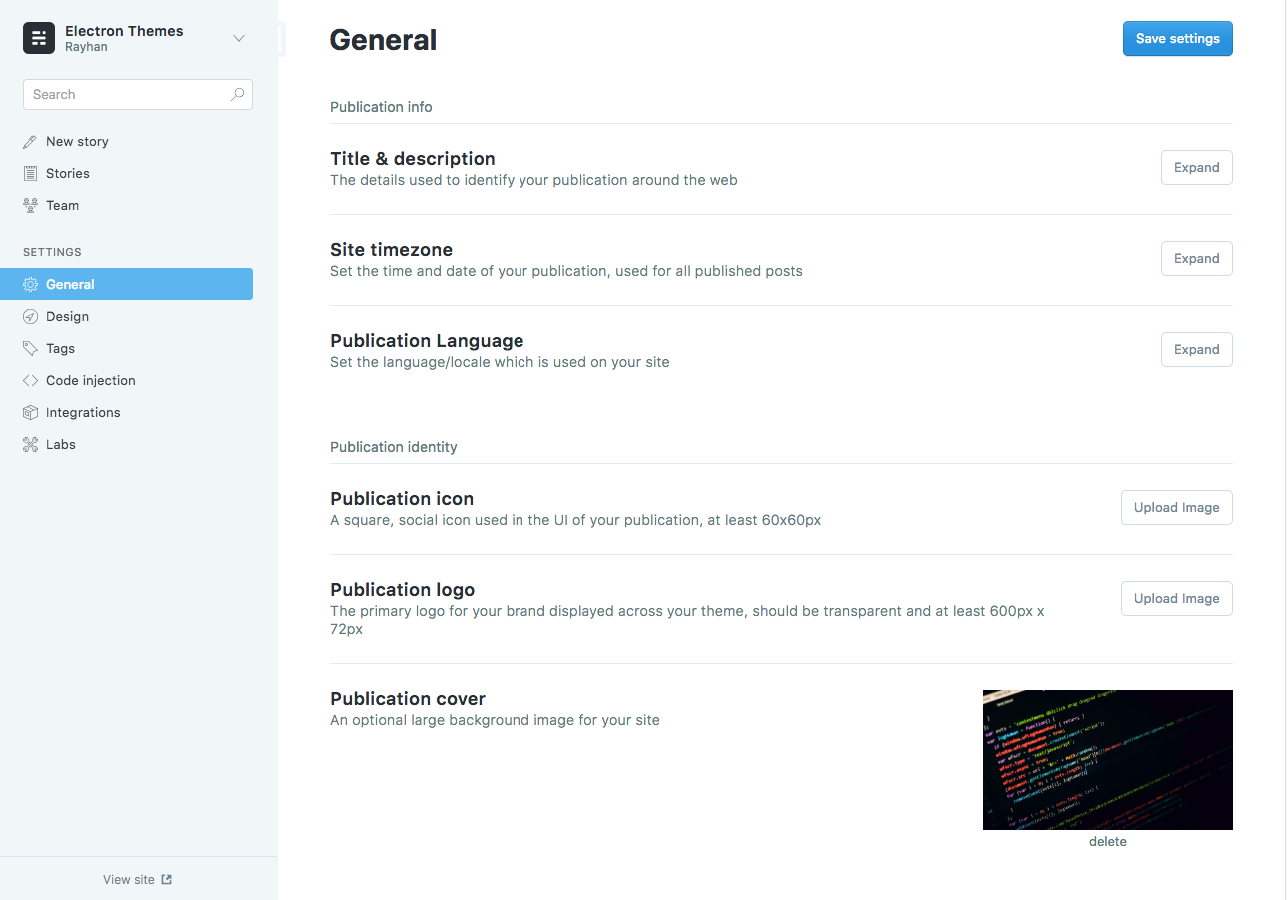 Electron Themes
Rayhan
Search
New story
Stories
Team
SETTINGS
General
Design
Tags
Code injection
Integrations
Labs
View site
General
Save settings
Publication info
Title & description
The details used to identify your publication around the web
Expand
Site timezone
Set the time and date of your publication, used for all published posts
Expand
Publication Language
Set the language/locale which is used on your site
Expand
Publication identity
Publication icon
A square, social icon used in the UI of your publication, at least 60x60px
Upload Image
Publication logo
The primary logo for your brand displayed across your theme, should be transparent and at least 600px x
72px
Upload Image
Publication cover
An optional large background image for your site
delete